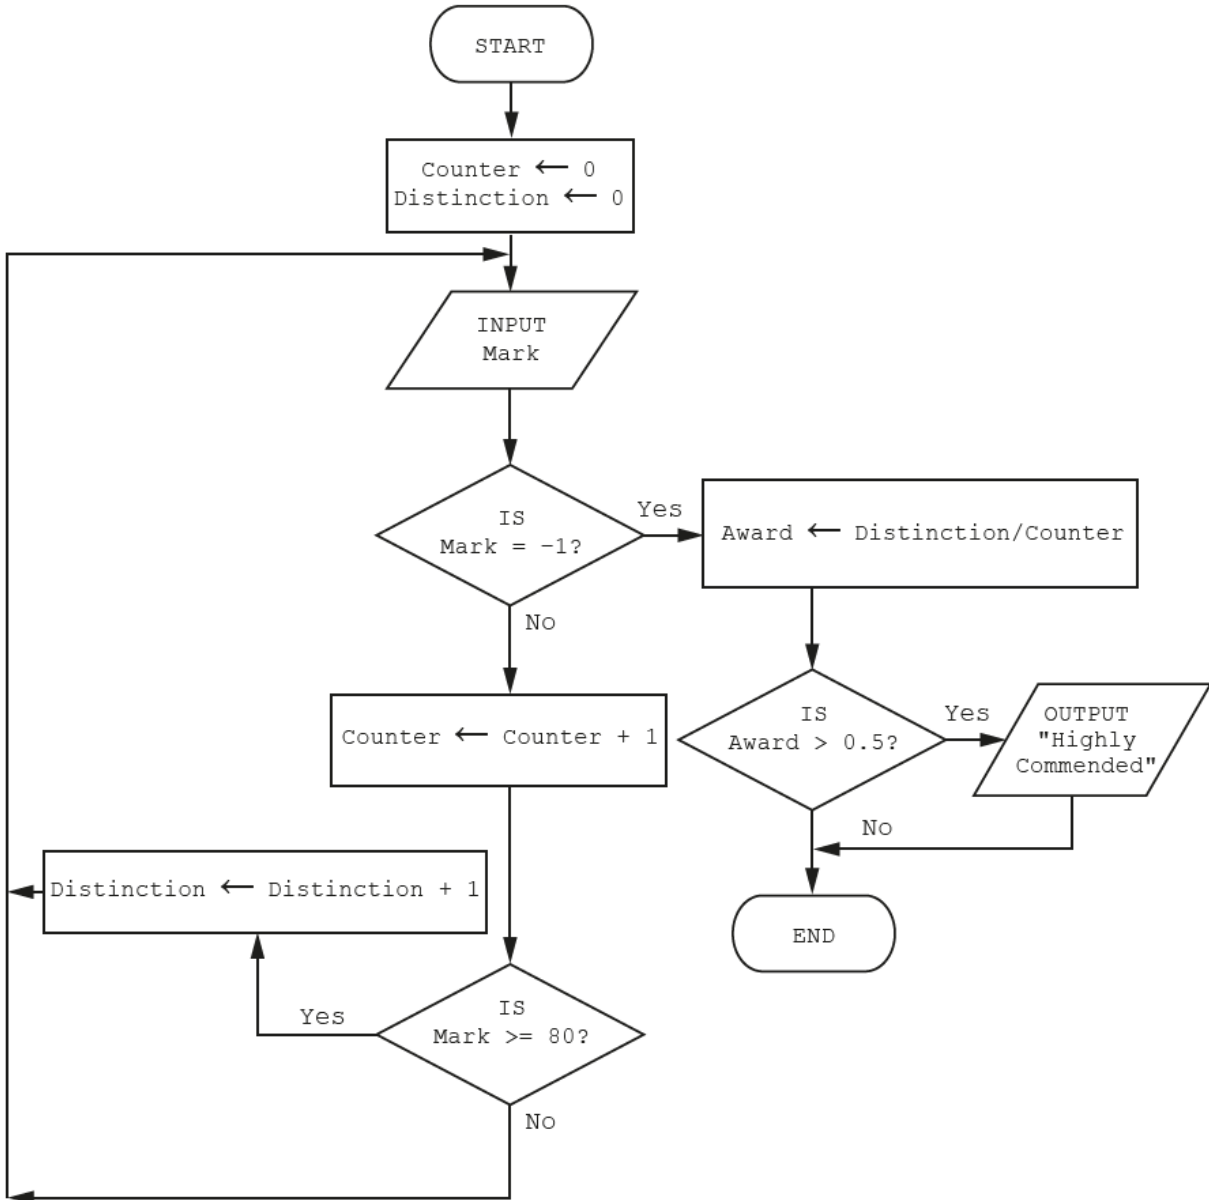 START
Counter ← 0
Distinction ← 0
INPUT
Mark
IS
Mark = –1?
Yes
Award ← Distinction/Counter
No
Counter ← Counter + 1
IS
Award > 0.5?
Yes
OUTPUT
"Highly
Commended"
No
Distinction ← Distinction + 1
END
IS
Mark >= 80?
Yes
No